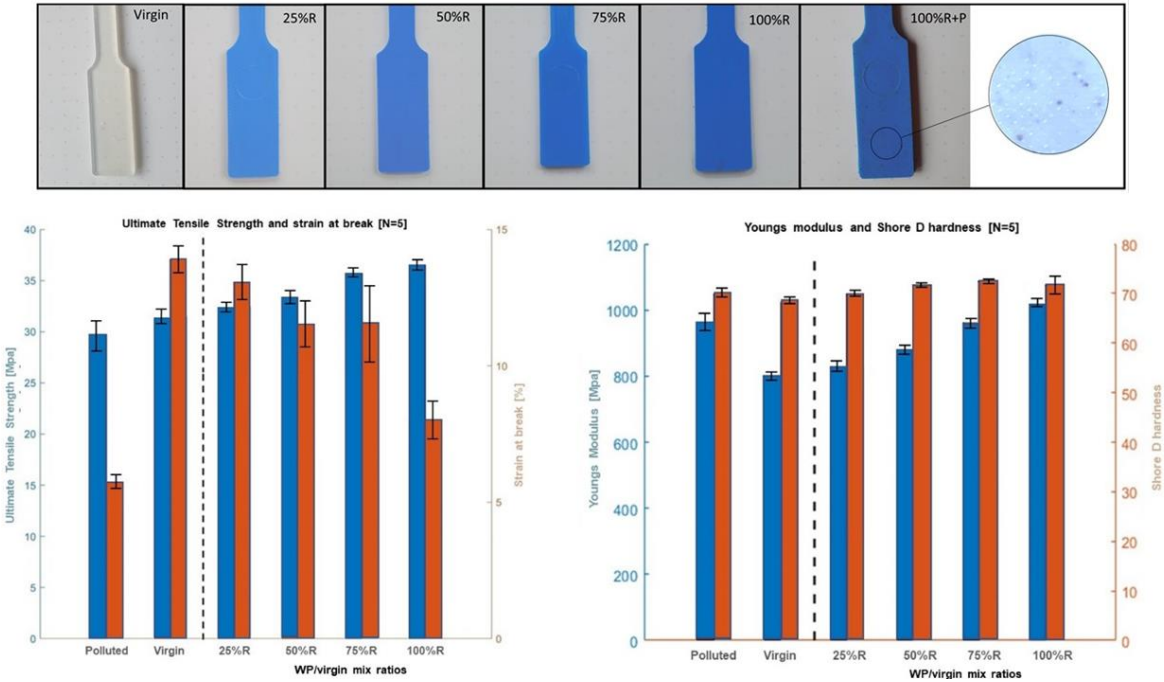 Virgin
25%R
50%R
75%R
100%R
100%R+P
Ultimate Tensile Strength and strain at break [N=5]
40
35
30
25
20
15
10
5
0
Ultimate Tensile Strength [Mpa]
15
10
5
0
Strain at break [%]
Polluted Virgin 25%R 50%R 75%R 100%R
WP/virgin mix ratios
Youngs modulus and Shore D hardness [N=5]
1200
1000
800
600
400
200
0
Youngs Modulus [Mpa]
80
70
60
50
40
30
20
10
0
Shore D hardness
Polluted Virgin 25%R 50%R 75%R 100%R
WP/virgin mix ratios